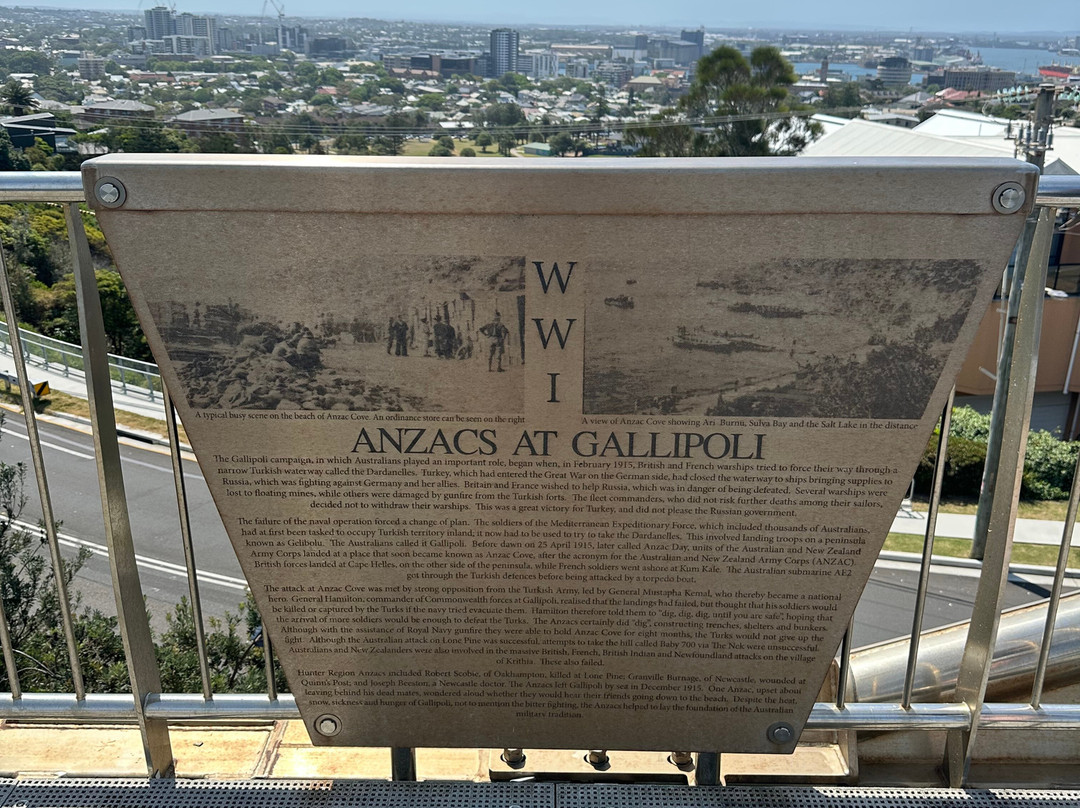 W
W
I
A typical busy scene on the beach of Anzac Cove. An ordinance store can be seen on the right
A view of Anzac Cove showing Ari Burnu, Sulva Bay and the Salt Lake in the distance
ANZACS AT GALLIPOLI
The Gallipoli campaign, in which Australians played an important role, began when, in February 1915, British and French warships tried to force their way through a
narrow Turkish waterway called the Dardanelles. Turkey, which had entered the Great War on the German side, had closed the waterway to ships bringing supplies to
Russia, which was fighting against Germany and her allies. Britain and France wished to help Russia, which was in danger of being defeated. Several warships were
lost to floating mines, while others were damaged by gunfire from the Turkish forts. The fleet commanders, who did not risk further deaths among their sailors,
decided not to withdraw their warships. This was a great victory for Turkey, and did not please the Russian government.
The failure of the naval operation forced a change of plan. The soldiers of the Mediterranean Expeditionary Force, which included thousands of Australians,
had at first been tasked to occupy Turkish territory inland, it now had to be used to try to take the Dardanelles. This involved landing troops on a peninsula
known as Gelibolu. The Australians called it Gallipoli. Before dawn on 25 April 1915, later called Anzac Day, units of the Australian and New Zealand
Army Corps landed at a place that soon became known as Anzac Cove, after the acronym for the Australian and New Zealand Army Corps (ANZAC).
British forces landed at Cape Helles, on the other side of the peninsula, while French soldiers went ashore at Kum Kale. The Australian submarine AE2
got through the Turkish defences before being attacked by a torpedo boat.
The attack at Anzac Cove was met by strong opposition from the Turkish Army, led by General Mustapha Kemal, who thereby became a national
hero. General Hamilton, commander of Commonwealth forces at Gallipoli, realised that the landings had failed, but thought that his soldiers would
be killed or captured by the Turks if the navy tried evacuate them. Hamilton therefore told them to "dig, dig, dig, until you are safe", hoping that
the arrival of more soldiers would be enough to defeat the Turks. The Anzacs certainly did "dig", constructing trenches, shelters and bunkers.
Although with the assistance of Royal Navy gunfire they were able to hold Anzac Cove for eight months, the Turks would not give up the
fight. Although the Australian attack on Lone Pine was successful, attempts to take the hill called Baby 700 via The Nek were unsuccessful.
Australians and New Zealanders were also involved in the massive British, French, British Indian and Newfoundland attacks on the village
of Krithia. These also failed.
Hunter Region Anzacs included Robert Scobie, of Oakhampton, killed at Lone Pine; Granville Burnage, of Newcastle, wounded at
Quinn's Post; and Joseph Beeston, a Newcastle doctor. The Anzacs left Gallipoli by sea in December 1915. One Anzac, upset about
leaving behind his dead mates, wondered aloud whether they would hear their friends going down to the beach. Despite the heat,
snow, sickness and hunger of Gallipoli, not to mention the bitter fighting, the Anzacs helped to lay the foundation of the Australian
military tradition.